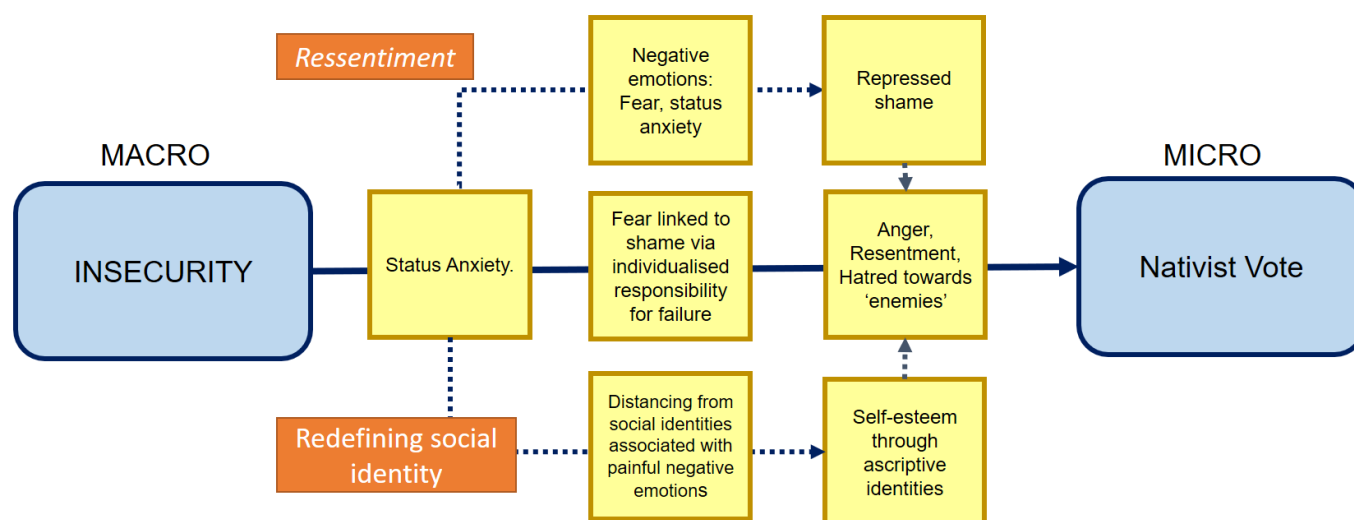 Ressentiment
Negative
emotions:
Fear, status
anxiety
Repressed
shame
MACRO
INSECURITY
Status Anxiety.
Fear linked to
shame via
individualised
responsibility
for failure
Anger,
Resentment,
Hatred towards
‘enemies’
MICRO
Nativist Vote
Redefining social
identity
Distancing from
social identities
associated with
painful negative
emotions
Self-esteem
through
ascriptive
identities